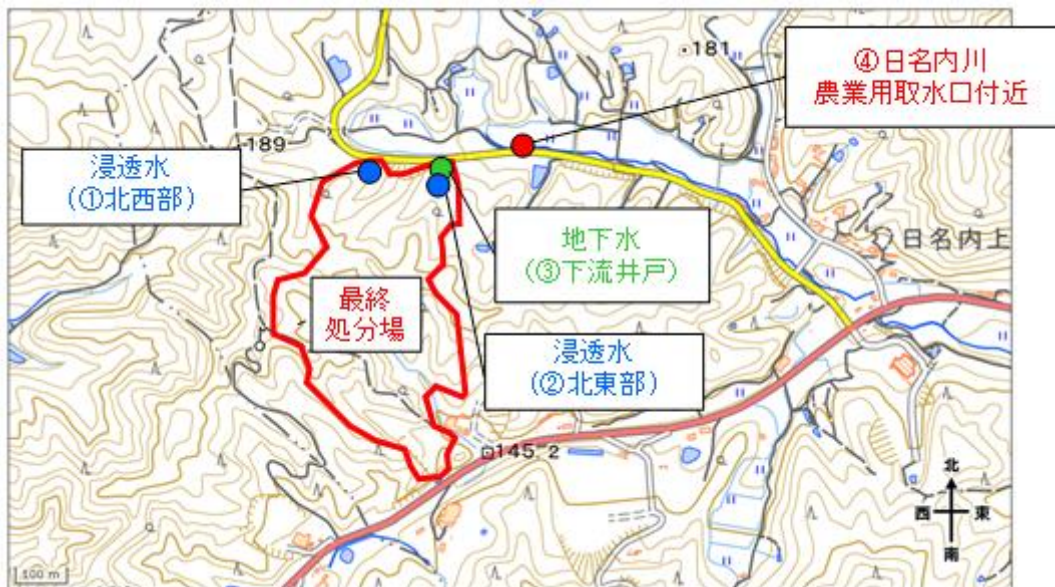 ・181
④日名内川
農業用取水口付近
189
浸透水
(①北西部)
日名内上
地下水
(③下流井戸)
最終
処分場
浸透水
(②北東部)
145.2
北
西
東
南
100 m